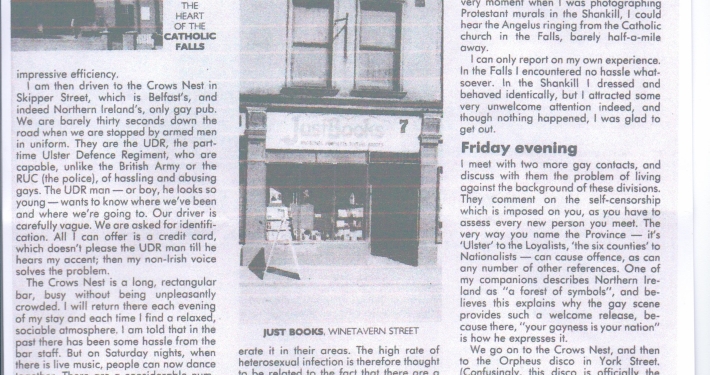 THE
HEART
OF THE
CATHOLIC
FALLS
impressive efficiency.
I am then driven to the Crows Nest in
Skipper Street, which is Belfast's, and
indeed Northern Ireland's, only gay pub.
We are barely thirty seconds down the
road when we are stopped by armed men
in uniform. They are the UDR, the part-
time Ulster Defence Regiment, who are
capable, unlike the British Army or the
RUC (the police), of hassling and abusing
gays. The UDR man — or boy, he looks so
young — wants to know where we've been
and where we're going to. Our driver is
carefully vague. We are asked for identifi-
cation. All I can offer is a credit card,
which doesn't please the UDR man till he
hears my accent; then my non-Irish voice
solves the problem.
The Crows Nest is a long, rectangular
bar, busy without being unpleasantly
crowded. I will return there each evening
of my stay and each time I find a relaxed,
sociable atmosphere. I am told that in the
past there has been some hassle from the
bar staff. But on Saturday nights, when
there is live music, people can now dance
together. There are a considerable
Just Books
7
JUST BOOKS, WINETAVERN STREET
erate it in their areas. The high rate of
heterosexual infection is therefore thought
to be related to the fact that there are a
very moment when I was photographing
Protestant murals in the Shankill, I could
hear the Angelus ringing from the Catholic
church in the Falls, barely half-a-mile
away.
I can only report on my own experience.
In the Falls I encountered no hassle what-
soever. In the Shankill I dressed and
behaved identically, but I attracted some
very unwelcome attention indeed, and
though nothing happened, I was glad to
get out.
Friday evening
I meet with two more gay contacts, and
discuss with them the problem of living
against the background of these divisions.
They comment on the self-censorship
which is imposed on you, as you have to
assess every new person you meet. The
very way you name the Province — it's
'Ulster' to the Loyalists, 'the six counties' to
Nationalists — can cause offence, as can
any number of other references. One of
my companions describes Northern Ire-
land as "a forest of symbols", and be-
lieves this explains why the gay scene
provides such a welcome release, be-
cause there, "your gayness is your nation"
is how he expresses it.
We go on to the Crows Nest, and then
to the Orpheus disco in York Street.
(Confusingly, this disco is officially the